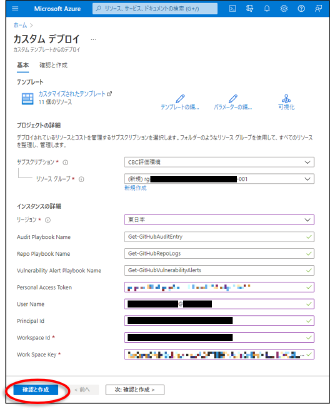 Microsoft Azure
リソース、サービス、ドキュメントの検索 (G+/)
ホーム >
カスタム デプロイ ...
カスタム テンプレートからのデプロイ
基本 確認と作成
テンプレート
カスタマイズされたテンプレート
11 個のリソース
テンプレートの編... パラメーターの編... 可視化
プロジェクトの詳細
デプロイされているリソースとコストを管理するサブスクリプションを選択します。フォルダーのようなリソース グループを使用して、すべてのリソースを整理し、管理します。
サブスクリプション * CBC評価環境
リソース グループ * (新規) rg -001
新規作成
インスタンスの詳細
リージョン * 東日本
Audit Playbook Name Get-GitHubAuditEntry
Repo Playbook Name Get-GitHubRepoLogs
Vulnerability Alert Playbook Name Get-GitHubVulnerabilityAlerts
Personal Access Token
User Name
Principal Id
Workspace Id *
Work Space Key *
確認と作成 < 前へ 次: 確認と作成 >